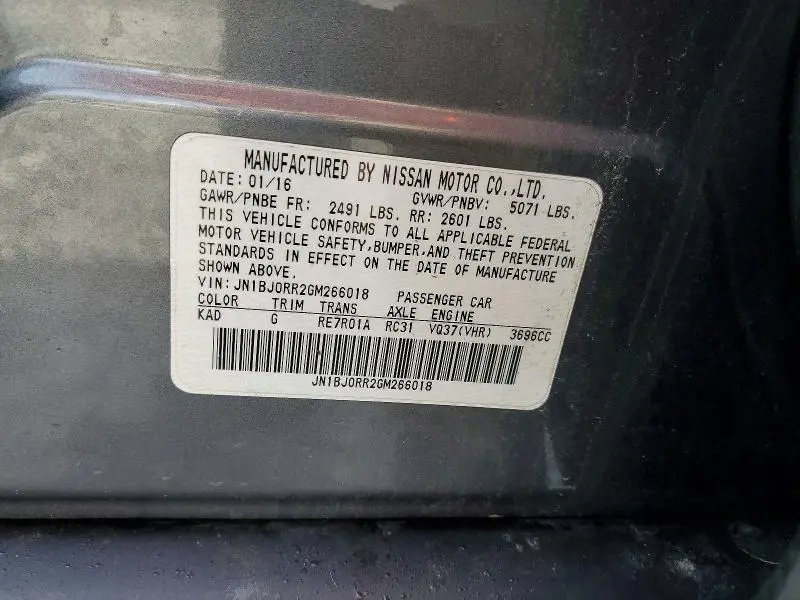 MANUFACTURED BY NISSAN MOTOR CO.,LTD.
DATE: 01/16 GVWR/PNBV: 5071 LBS.
GAWR/PNBE FR: 2491 LBS. RR: 2601 LBS.
THIS VEHICLE CONFORMS TO ALL APPLICABLE FEDERAL
MOTOR VEHICLE SAFETY,BUMPER,AND THEFT PREVENTION
STANDARDS IN EFFECT ON THE DATE OF MANUFACTURE
SHOWN ABOVE.
VIN:JN1BJ0RR2GM266018 PASSENGER CAR
COLOR TRIM TRANS AXLE ENGINE
KAD G RE7R01A RC31 VQ37(VHR) 3696CC
JN1BJ0RR2GM266018